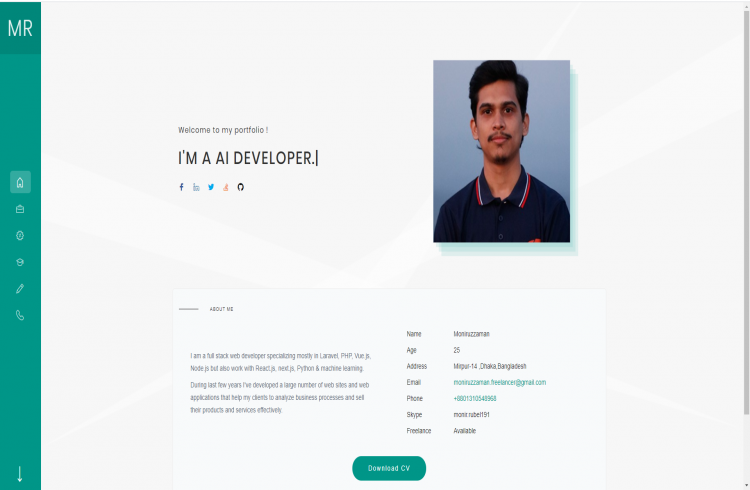 MR
Welcome to my portfolio !
I'M A AI DEVELOPER.|
ABOUT ME
I am a full stack web developer specializing mostly in Laravel, PHP, Vue.js,
Node.js but also work with React.js, next.js, Python & machine learning.
During last few years I've developed a large number of web sites and web
applications that help my clients to analyze business processes and sell
their products and services effectively.
Name Moniruzzaman
Age 25
Address Mirpur-14 ,Dhaka,Bangladesh
Email moniruzzaman.freelancer@gmail.com
Phone +8801310548968
Skype monir.rubel191
Freelance Available
Download CV